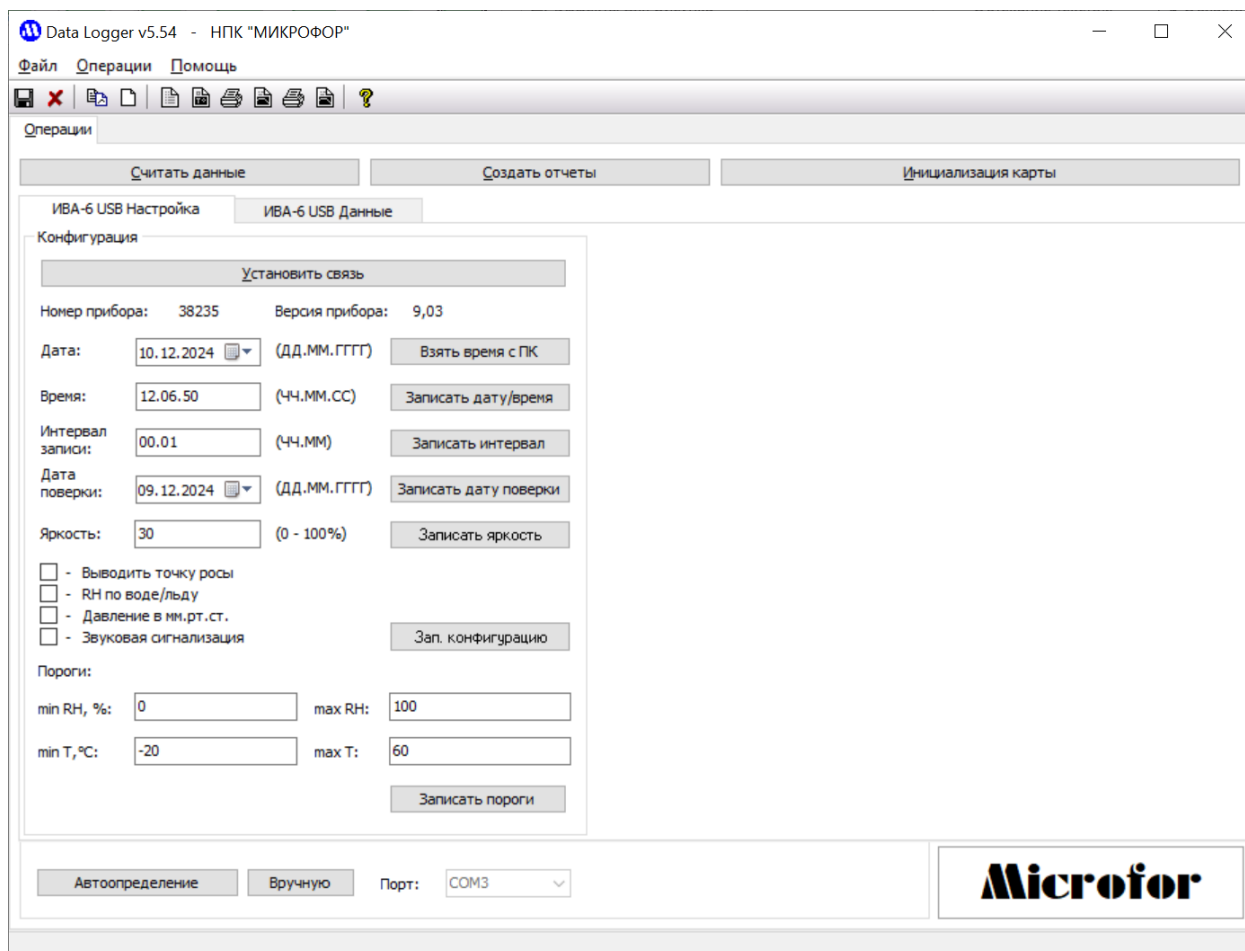 Data Logger v5.54 - НПК "МИКРОФОР"
Файл Операции Помощь
Операции
Считать данные Создать отчеты Инициализация карты
ИВА-6 USB Настройка ИВА-6 USB Данные
Конфигурация
Установить связь
Номер прибора: 38235 Версия прибора: 9,03
Дата: 10.12.2024 (ДД.ММ.ГГГГ) Взять время с ПК
Время: 12.06.50 (ЧЧ.ММ.СС) Записать дату/время
Интервал
записи: 00.01 (ЧЧ.ММ) Записать интервал
Дата
поверки: 09.12.2024 (ДД.ММ.ГГГГ) Записать дату поверки
Яркость: 30 (0 - 100%) Записать яркость
- Выводить точку росы
- RH по воде/льду
- Давление в мм.рт.ст.
- Звуковая сигнализация Зап. конфигурацию
Пороги:
min RH, %: 0 max RH: 100
min T,°C: -20 max T: 60
Записать пороги
Автоопределение Вручную Порт: COM3
Microfor